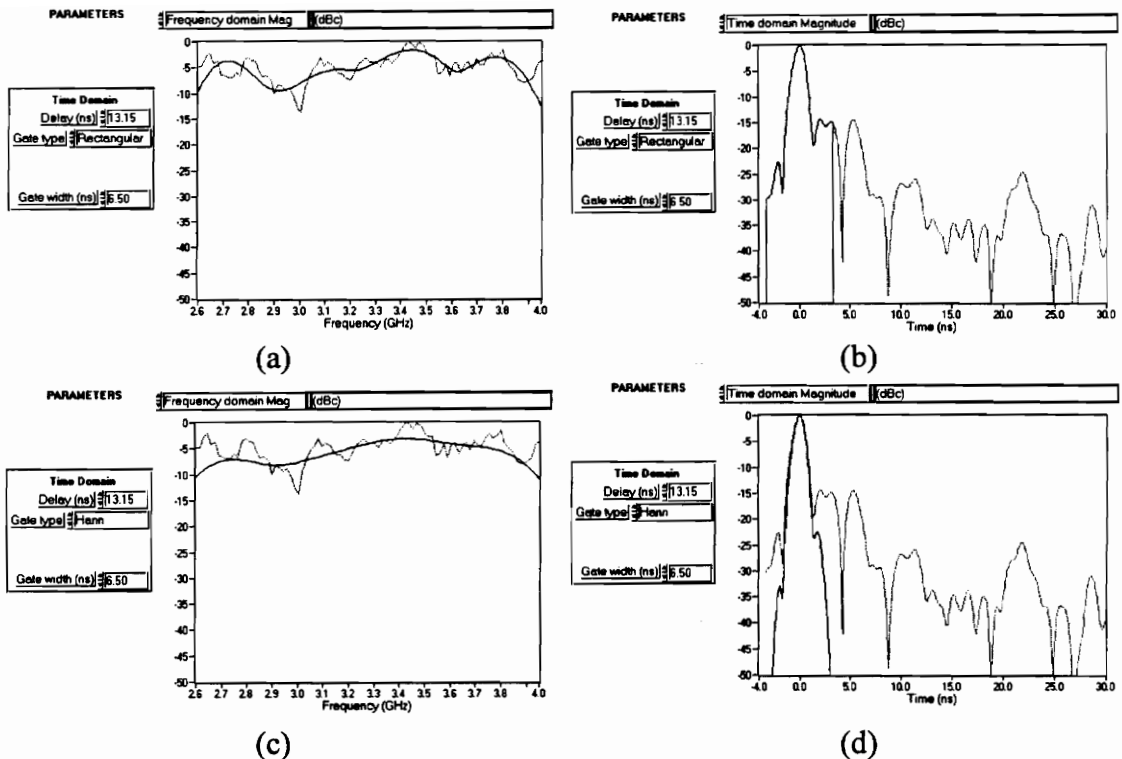 PARAMETERS
Frequency domain Mag (dBc)
Time Domain
Delay (ns) 13.15
Gate type Rectangular
Gate width (ns) 6.50
0-
-5-
-10-
-15-
-20-
-25-
-30-
-35-
-40-
-45-
-50-
2.6 2.7 2.8 2.9 3.0 3.1 3.2 3.3 3.4 3.5 3.6 3.7 3.8 3.9 4.0
Frequency (GHz)
(a)
PARAMETERS
Time domain Magnitude (dBc)
Time Domain
Delay (ns) 13.15
Gate type Rectangular
Gate width (ns) 6.50
0-
-5-
-10-
-15-
-20-
-25-
-30-
-35-
-40-
-45-
-50-
-4.0 0.0 5.0 10.0 15.0 20.0 25.0 30.0
Time (ns)
(b)
PARAMETERS
Frequency domain Mag (dBc)
Time Domain
Delay (ns) 13.15
Gate type Hann
Gate width (ns) 6.50
0-
-5-
-10-
-15-
-20-
-25-
-30-
-35-
-40-
-45-
-50-
2.6 2.7 2.8 2.9 3.0 3.1 3.2 3.3 3.4 3.5 3.6 3.7 3.8 3.9 4.0
Frequency (GHz)
(c)
PARAMETERS
Time domain Magnitude (dBc)
Time Domain
Delay (ns) 13.15
Gate type Hann
Gate width (ns) 6.50
0-
-5-
-10-
-15-
-20-
-25-
-30-
-35-
-40-
-45-
-50-
-4.0 0.0 5.0 10.0 15.0 20.0 25.0 30.0
Time (ns)
(d)